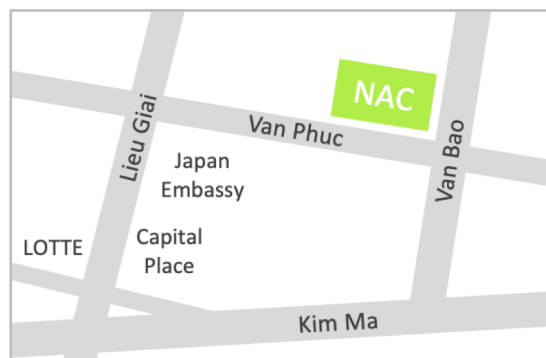 NAC
Van Phuc
Lieu Giai
Van Bao
Japan
Embassy
Capital
Place
LOTTE
Kim Ma